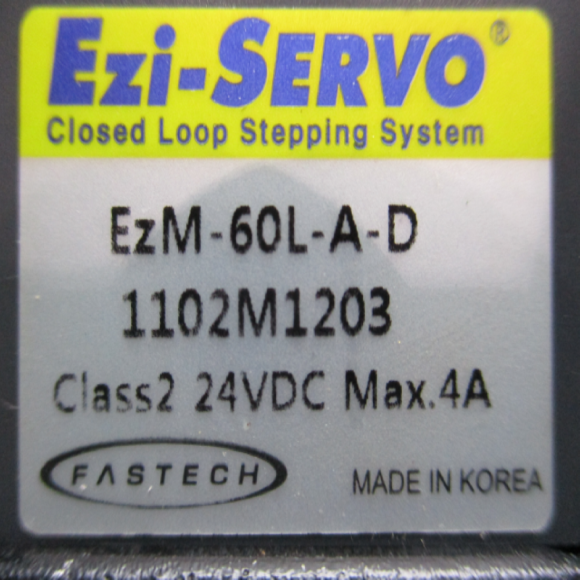 Ezi-SERVO®
Closed Loop Stepping System
EzM-60L-A-D
1102M1203
Class2 24VDC Max.4A
FASTECH
MADE IN KOREA